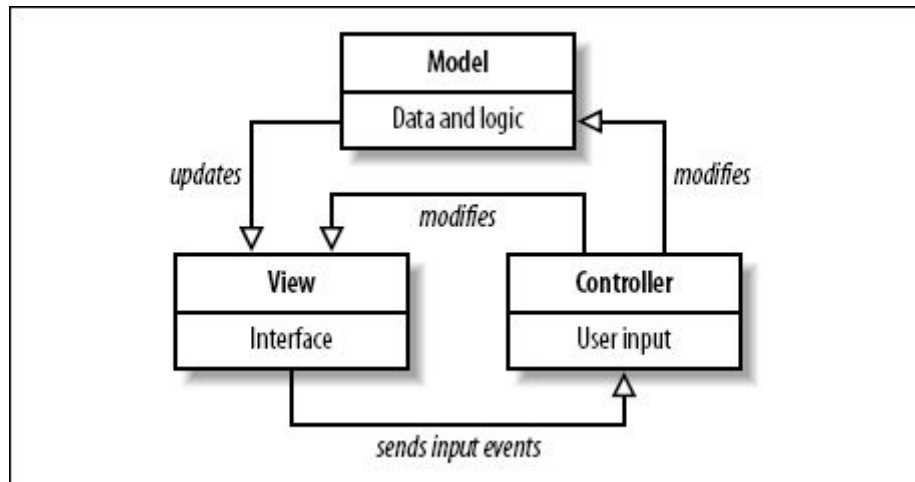 Model
Data and logic
updates
modifies
modifies
View
Controller
Interface
User input
sends input events